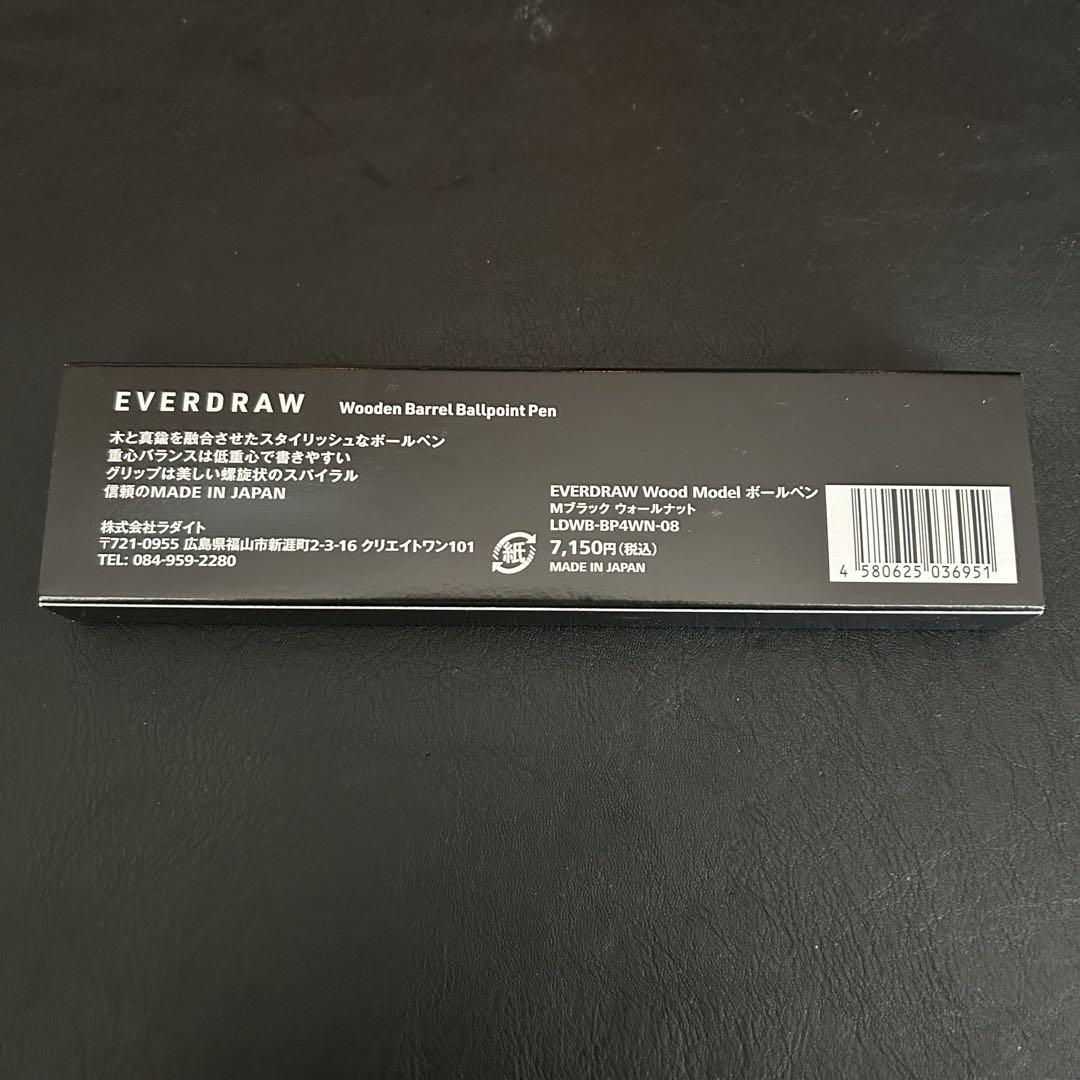 EVERDRAW Wooden Barrel Ballpoint Pen
木と真鍮を融合させたスタイリッシュなボールペン
重心バランスは低重心で書きやすい
グリップは美しい螺旋状のスパイラル
信頼のMADE IN JAPAN
株式会社ラダイト
〒721-0955 広島県福山市新涯町2-3-16 クリエイトワン101
TEL: 084-959-2280
紙
EVERDRAW Wood Model ボールペン
Mブラック ウォールナット
LDWB-BP4WN-08
7,150円(税込)
MADE IN JAPAN
4 580625 036951